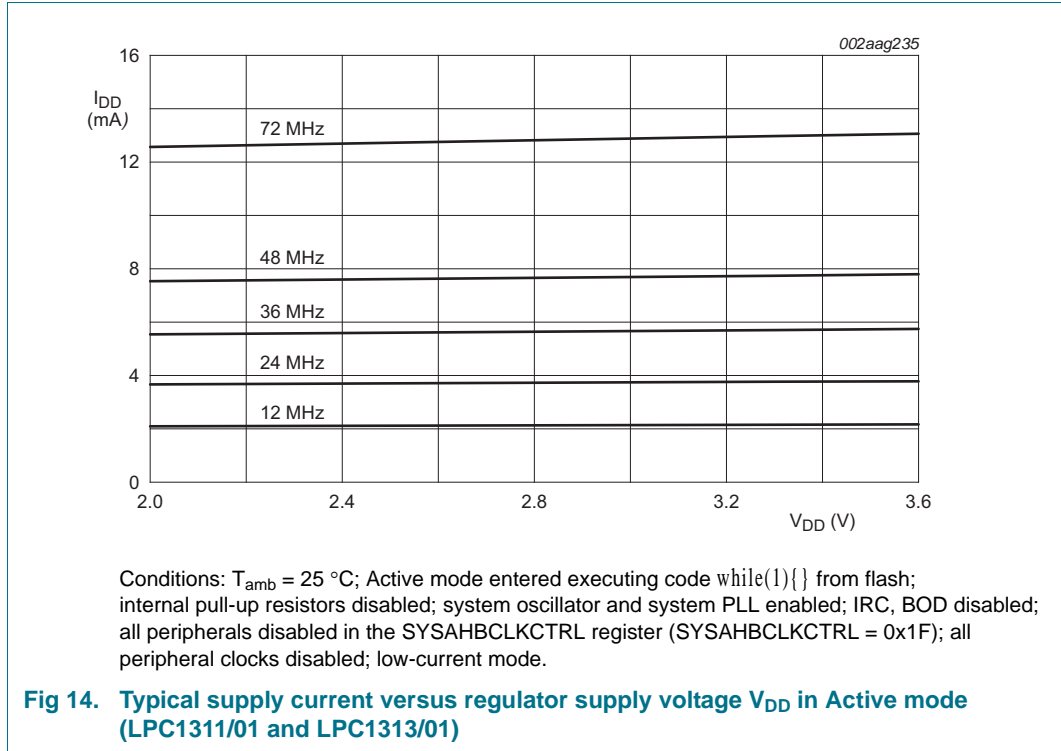 002aag235
16
I_DD
(mA)
72 MHz
12
48 MHz
8
36 MHz
24 MHz
4
12 MHz
0
2.0 2.4 2.8 3.2 3.6
V_DD (V)
Conditions: T_amb = 25 °C; Active mode entered executing code while(1){} from flash;
internal pull-up resistors disabled; system oscillator and system PLL enabled; IRC, BOD disabled;
all peripherals disabled in the SYSAHBCLKCTRL register (SYSAHBCLKCTRL = 0x1F); all
peripheral clocks disabled; low-current mode.
Fig 14. Typical supply current versus regulator supply voltage V_DD in Active mode
(LPC1311/01 and LPC1313/01)